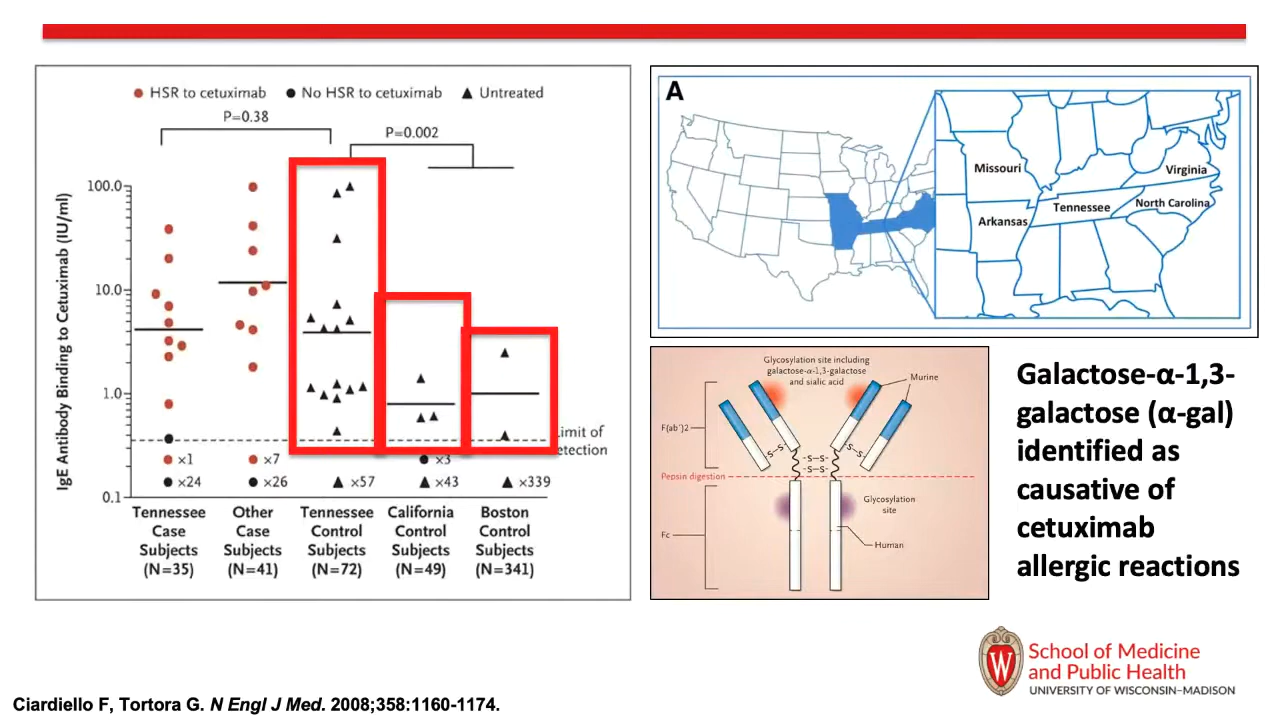 HSR to cetuximab
No HSR to cetuximab
Untreated
P=0.38
P=0.002
IgE Antibody Binding to Cetuximab (IU/ml)
100.0
10.0
1.0
0.1
Limit of
etection
×1
×7
×3
×24
×26
×57
×43
×339
Tennessee
Case
Subjects
(N=35)
Other
Case
Subjects
(N=41)
Tennessee
Control
Subjects
(N=72)
California
Control
Subjects
(N=49)
Boston
Control
Subjects
(N=341)
A
Missouri
Virginia
Tennessee
North Carolina
Arkansas
Glycosylation site including
galactose-α-1,3-galactose
and sialic acid
Murine
F(ab′)2
-S-S-
-S-S-
-S-S-
-S-S-
Pepsin digestion
Glycosylation
site
Fc
Human
Galactose-α-1,3-
galactose (α-gal)
identified as
causative of
cetuximab
allergic reactions
W
School of Medicine
and Public Health
UNIVERSITY OF WISCONSIN–MADISON
Ciardiello F, Tortora G. N Engl J Med. 2008;358:1160-1174.